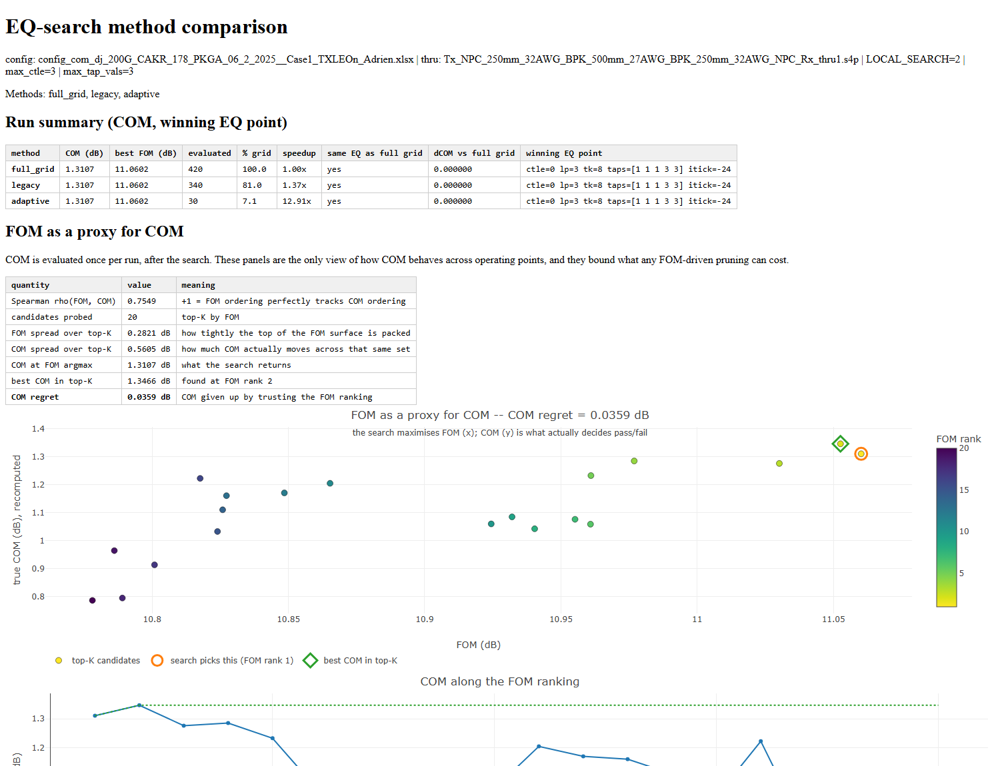 EQ-search method comparison
config: config_com_dj_200G_CAKR_178_PKGA_06_2_2025__Case1_TXLEOn_Adrien.xlsx | thru: Tx_NPC_250mm_32AWG_BPK_500mm_27AWG_BPK_250mm_32AWG_NPC_Rx_thru1.s4p | LOCAL_SEARCH=2 |
max_ctle=3 | max_tap_vals=3
Methods: full_grid, legacy, adaptive
Run summary (COM, winning EQ point)
method COM (dB) best FOM (dB) evaluated % grid speedup same EQ as full grid dCOM vs full grid winning EQ point
full_grid 1.3107 11.0602 420 100.0 1.00x yes 0.000000 ctle=0 lp=3 tk=8 taps=[1 1 1 3 3] itick=-24
legacy 1.3107 11.0602 340 81.0 1.37x yes 0.000000 ctle=0 lp=3 tk=8 taps=[1 1 1 3 3] itick=-24
adaptive 1.3107 11.0602 30 7.1 12.91x yes 0.000000 ctle=0 lp=3 tk=8 taps=[1 1 1 3 3] itick=-24
FOM as a proxy for COM
COM is evaluated once per run, after the search. These panels are the only view of how COM behaves across operating points, and they bound what any FOM-driven pruning can cost.
quantity value meaning
Spearman rho(FOM, COM) 0.7549 +1 = FOM ordering perfectly tracks COM ordering
candidates probed 20 top-K by FOM
FOM spread over top-K 0.2821 dB how tightly the top of the FOM surface is packed
COM spread over top-K 0.5605 dB how much COM actually moves across that same set
COM at FOM argmax 1.3107 dB what the search returns
best COM in top-K 1.3466 dB found at FOM rank 2
COM regret 0.0359 dB COM given up by trusting the FOM ranking
FOM as a proxy for COM -- COM regret = 0.0359 dB
the search maximises FOM (x); COM (y) is what actually decides pass/fail
true COM (dB), recomputed
1.4
1.3
1.2
1.1
1
0.9
0.8
10.8 10.85 10.9 10.95 11 11.05
FOM (dB)
FOM rank
20
15
10
5
top-K candidates search picks this (FOM rank 1) best COM in top-K
COM along the FOM ranking
1.3
1.2
dB)